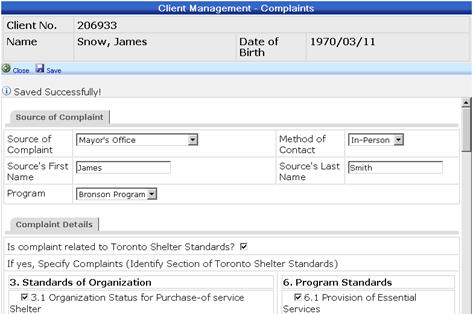 Client Management - Complaints
Client No. 206933
Name Snow, James Date of Birth 1970/03/11
Close Save
Saved Successfully!
Source of Complaint
Source of Complaint Mayor's Office Method of Contact In-Person
Source's First Name James Source's Last Name Smith
Program Bronson Program
Complaint Details
Is complaint related to Toronto Shelter Standards?
If yes, Specify Complaints (Identify Section of Toronto Shelter Standards)
3. Standards of Organization 6. Program Standards
3.1 Organization Status for Purchase-of service Shelter 6.1 Provision of Essential Services